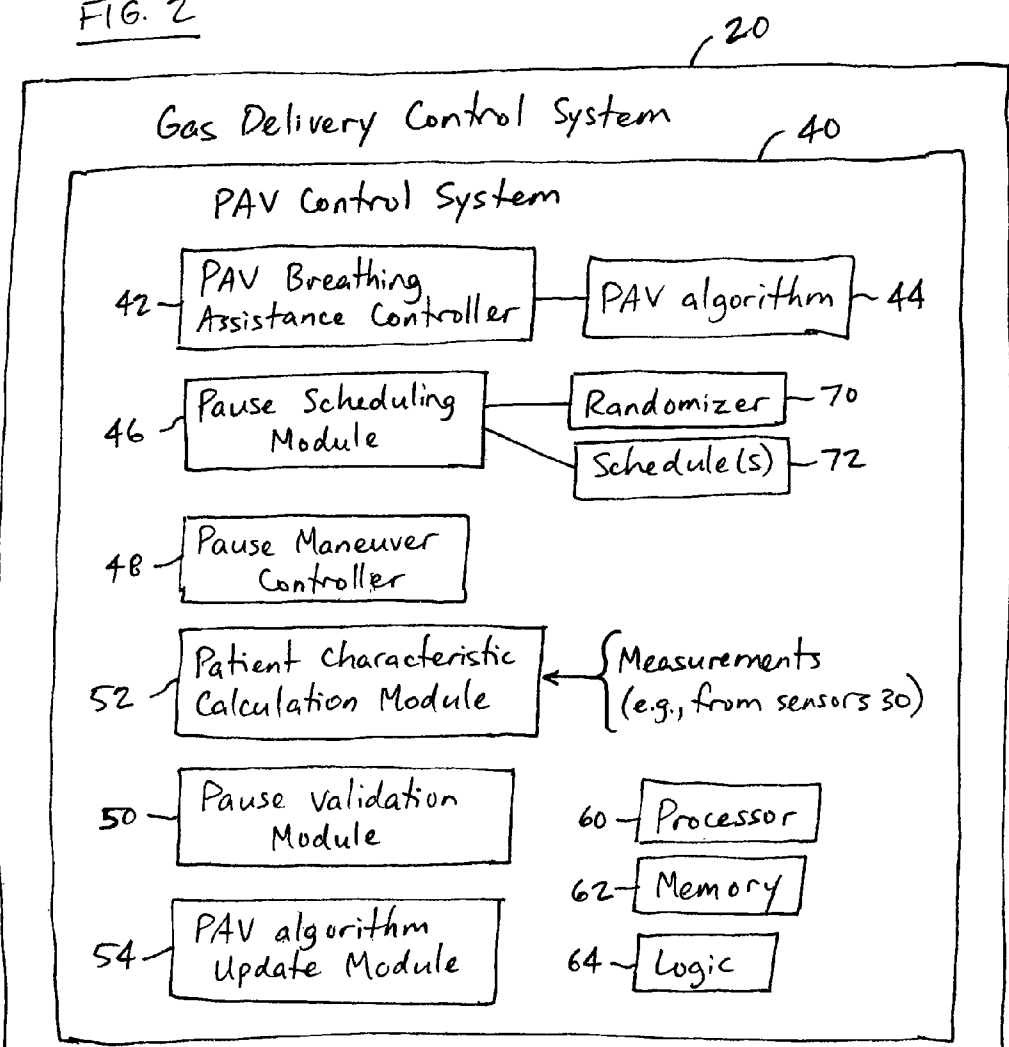 FIG. 2
20
Gas Delivery Control System
40
PAV Control System
42
PAV Breathing
Assistance Controller
PAV algorithm
44
46
Pause Scheduling
Module
Randomizer
70
Schedule(s)
72
48
Pause Maneuver
Controller
52
Patient Characteristic
Calculation Module
Measurements
(e.g., from sensors 30)
50
Pause Validation
Module
60
Processor
62
Memory
54
PAV algorithm
Update Module
64
Logic